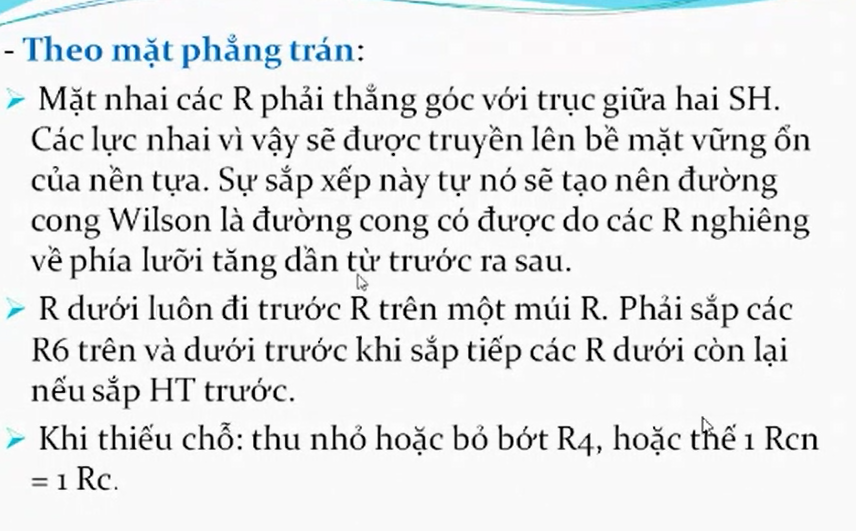 - Theo mặt phẳng trán:
➢ Mặt nhai các R phải thẳng góc với trục giữa hai SH.
Các lực nhai vì vậy sẽ được truyền lên bề mặt vững ổn
của nền tựa. Sự sắp xếp này tự nó sẽ tạo nên đường
cong Wilson là đường cong có được do các R nghiêng
về phía lưỡi tăng dần từ trước ra sau.
➢ R dưới luôn đi trước R trên một múi R. Phải sắp các
R6 trên và dưới trước khi sắp tiếp các R dưới còn lại
nếu sắp HT trước.
➢ Khi thiếu chỗ: thu nhỏ hoặc bỏ bớt R4, hoặc thế 1 Rcn
= 1 Rc.